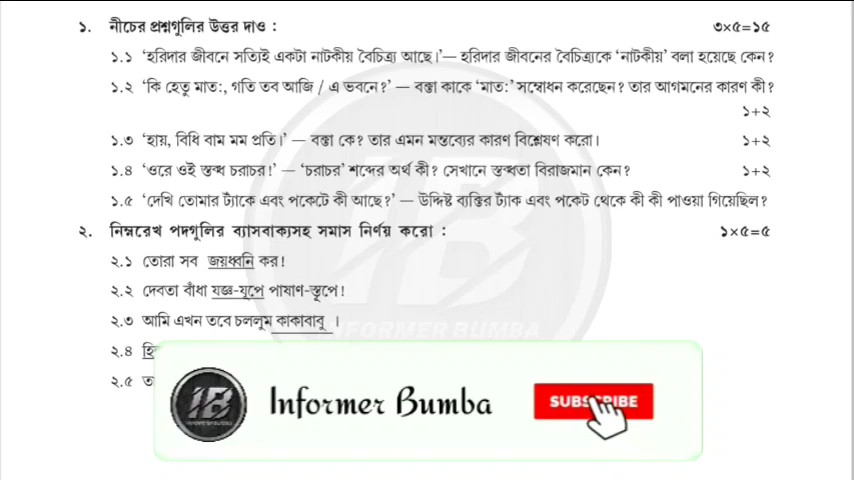 ১. নীচের প্রশ্নগুলির উত্তর দাও : ৩×৫=১৫
১.১ ‘হরিদার জীবনে সত্যিই একটা নাটকীয় বৈচিত্র্য আছে।’— হরিদার জীবনের বৈচিত্র্যকে ‘নাটকীয়’ বলা হয়েছে কেন?
১.২ ‘কি হেতু মাত:, গতি তব আজি / এ ভবনে?’ — বক্তা কাকে ‘মাত:’ সম্বোধন করেছেন? তার আগমনের কারণ কী?
১+২
১.৩ ‘হায়, বিধি বাম মম প্রতি।’ — বক্তা কে? তার এমন মন্তব্যের কারণ বিশ্লেষণ করো। ১+২
১.৪ ‘ওরে ওই স্তব্ধ চরাচর!’ — ‘চরাচর’ শব্দের অর্থ কী? সেখানে স্তব্ধতা বিরাজমান কেন? ১+২
১.৫ ‘দেখি তোমার ট্যাঁকে এবং পকেটে কী আছে?’ — উদ্দিষ্ট ব্যক্তির ট্যাঁক এবং পকেট থেকে কী কী পাওয়া গিয়েছিল?
২. নিম্নরেখ পদগুলির ব্যাসবাক্যসহ সমাস নির্ণয় করো : ১×৫=৫
২.১ তোরা সব জয়ধ্বনি কর!
২.২ দেবতা বাঁধা যজ্ঞ-যূপে পাষাণ-স্তূপে!
২.৩ আমি এখন তবে চললুম কাকাবাবু ।
INFORMER BUMBA
২.৪
২.৫
IB
INFORMER BUMBA
Informer Bumba
SUBSCRIBE